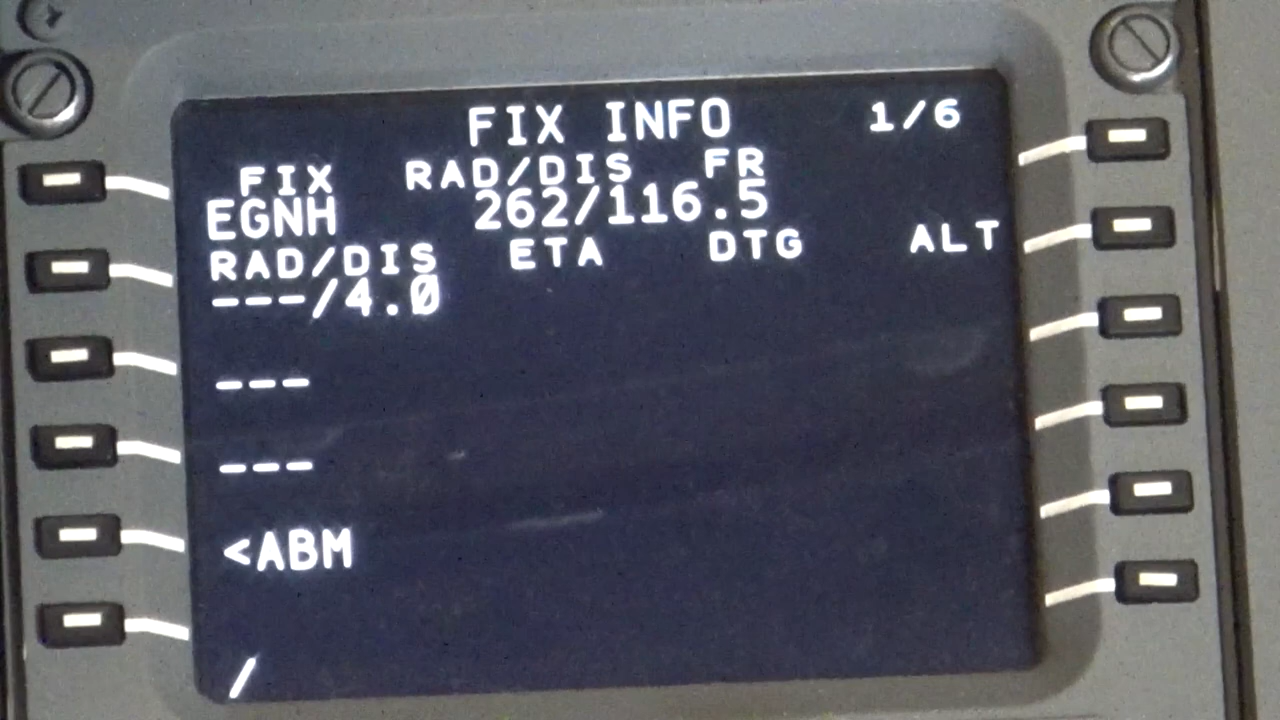 FIX INFO 1/6
FIX RAD/DIS FR
EGNH 262/116.5
RAD/DIS ETA DTG ALT
---/4.0
---
---
<ABM
/